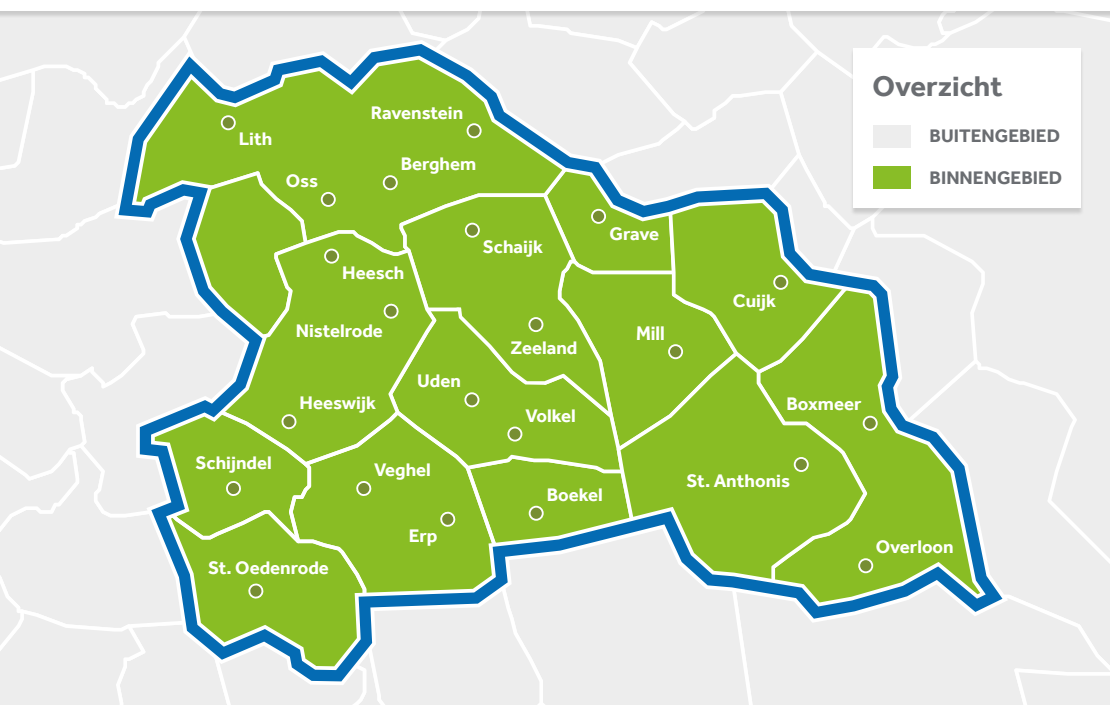 Overzicht
BUITENGEBIED
BINNENGEBIED
Ravenstein
Lith
Berghem
Oss
Grave
Schaijk
Heesch
Cuijk
Nistelrode
Mill
Zeeland
Uden
Heeswijk
Boxmeer
Volkel
Schijndel
Veghel
St. Anthonis
Boekel
Erp
Overloon
St. Oedenrode